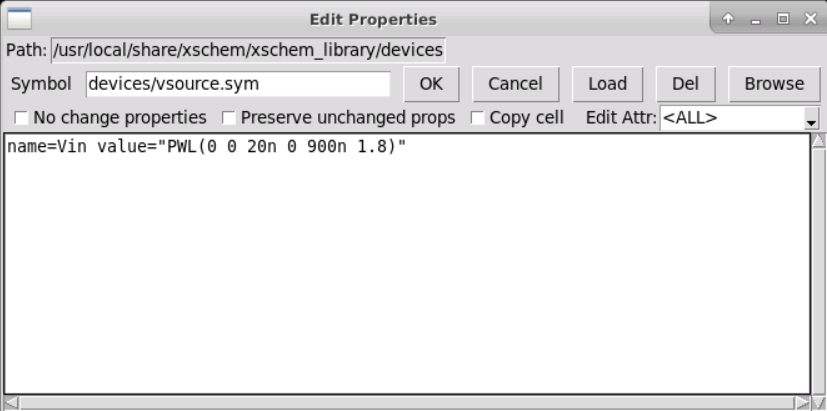 Edit Properties
Path: /usr/local/share/xschem/xschem_library/devices
Symbol devices/vsource.sym OK Cancel Load Del Browse
No change properties Preserve unchanged props Copy cell Edit Attr: <ALL>
name=Vin value="PWL(0 0 20n 0 900n 1.8)"